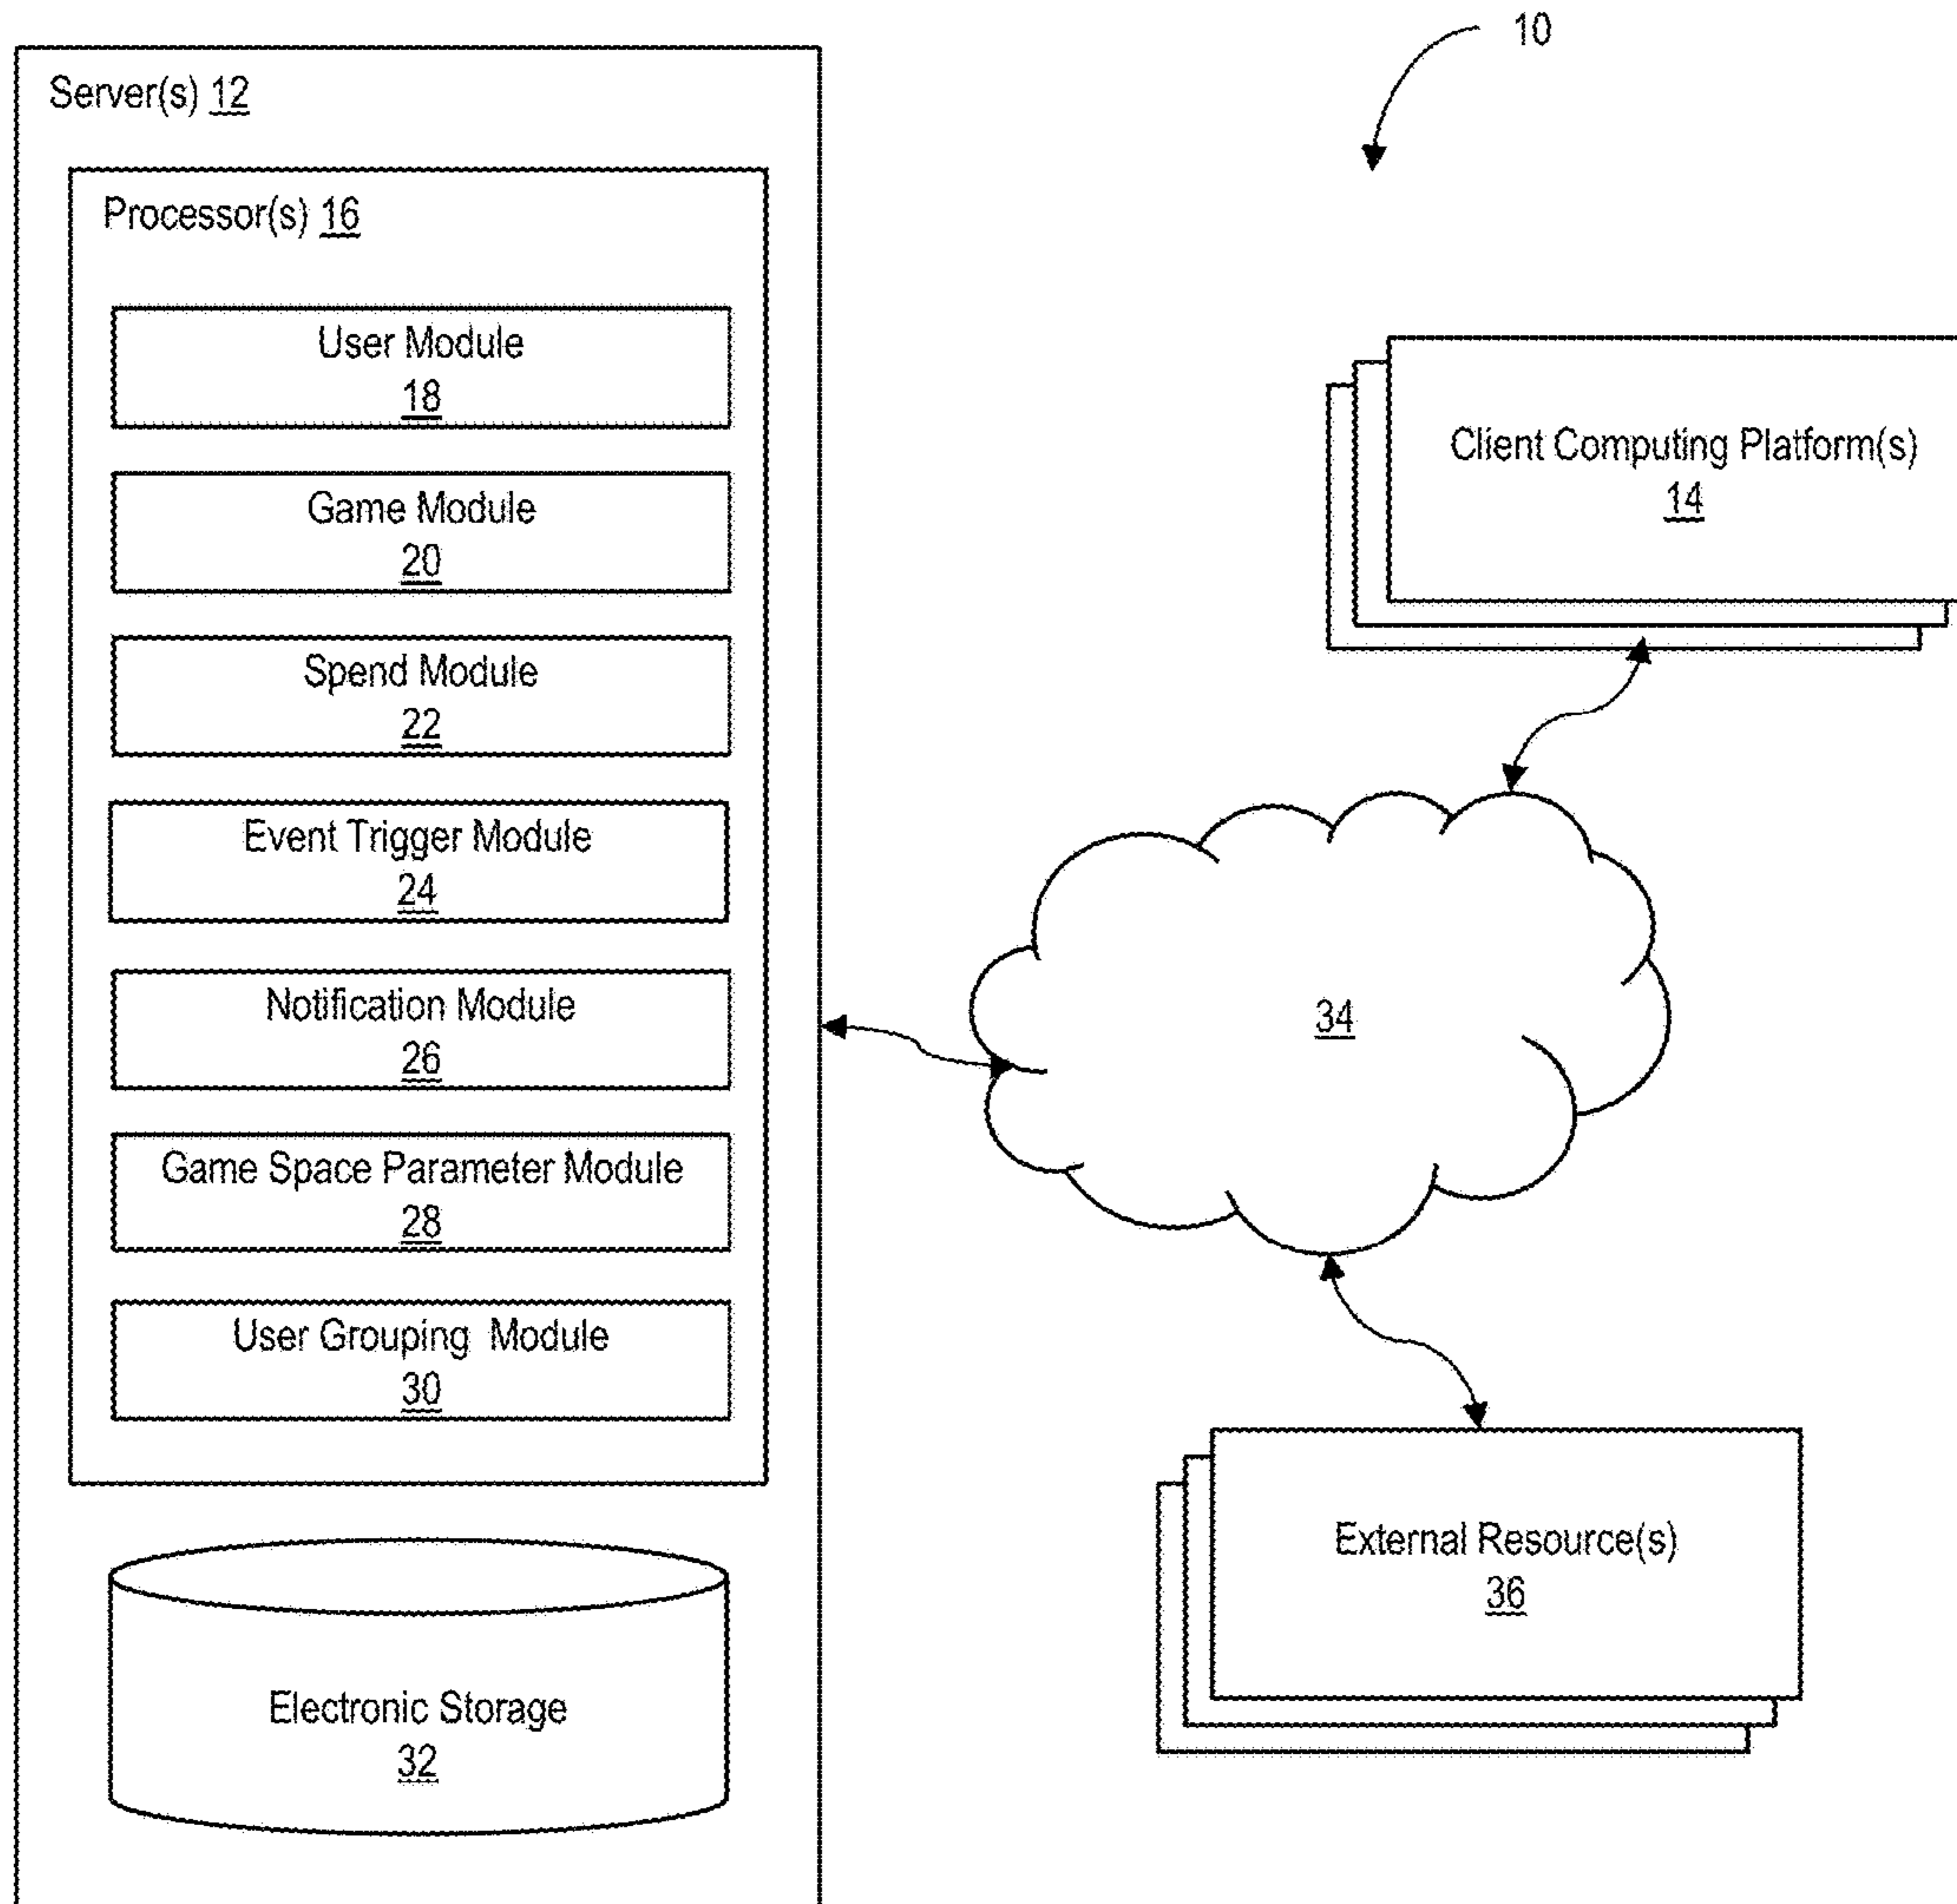 10
Server(s) 12
Processor(s) 16
User Module
18
Game Module
20
Spend Module
22
Event Trigger Module
24
Notification Module
26
Game Space Parameter Module
28
User Grouping Module
30
Electronic Storage
32
Client Computing Platform(s)
14
34
External Resource(s)
36